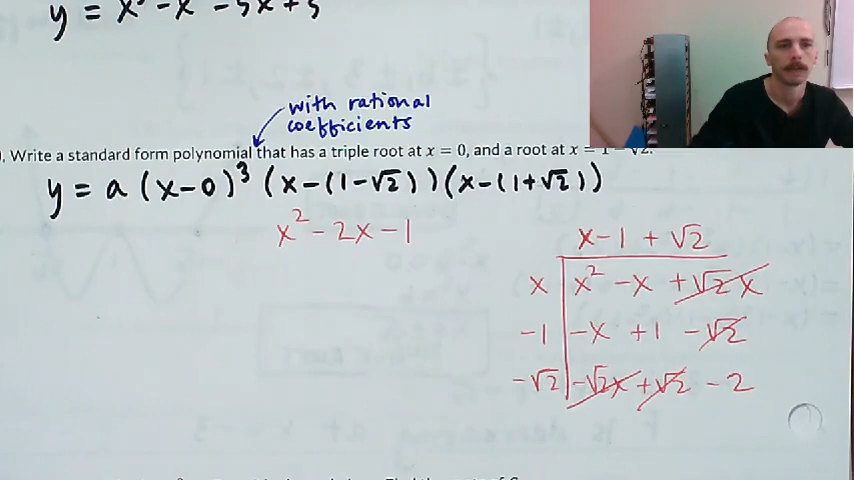 y = x³ - x² - 5x + 5
with rational
coefficients
. Write a standard form polynomial that has a triple root at x = 0, and a root at x = 1 - √2.
y = a (x-0)³ (x-(1-√2)) (x-(1+√2))
x² - 2x - 1
x - 1 + √2
x x² - x + √2 x
-1 -x + 1 - √2
-√2 -√2x + √2 - 2